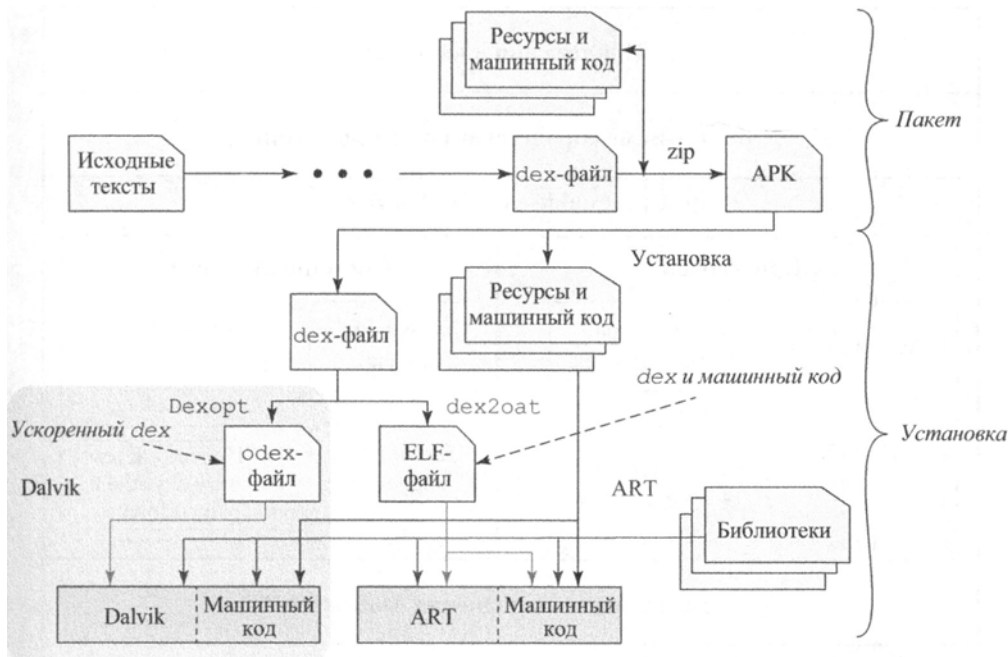 Ресурсы и
машинный код
Пакет
Исходные
тексты
dex-файл
zip
APK
Установка
Ресурсы и
машинный код
dex-файл
dex и машинный код
Dexopt
dex2oat
Ускоренный dex
odex-
файл
ELF-
файл
Установка
Dalvik
ART
Библиотеки
Dalvik
Машинный
код
ART
Машинный
код